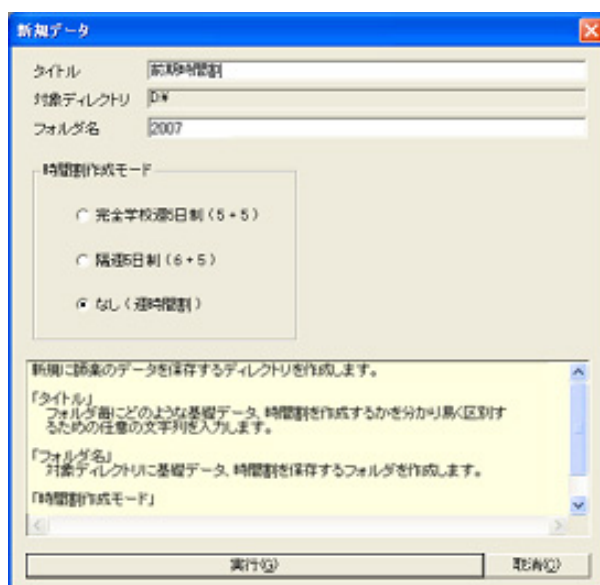 新規データ
タイトル 前期時間割
対象ディレクトリ D¥
フォルダ名 2007
時間割作成モード
完全学校週5日制(5+5)
隔週5日制(6+5)
なし(週時間割)
新規に師楽のデータを保存するディレクトリを作成します。
「タイトル」
フォルダ毎にどのような基礎データ、時間割を作成するかを分かり易く区別す
るための任意の文字列を入力します。
「フォルダ名」
対象ディレクトリに基礎データ、時間割を保存するフォルダを作成します。
「時間割作成モード」
実行(G)
取消(C)